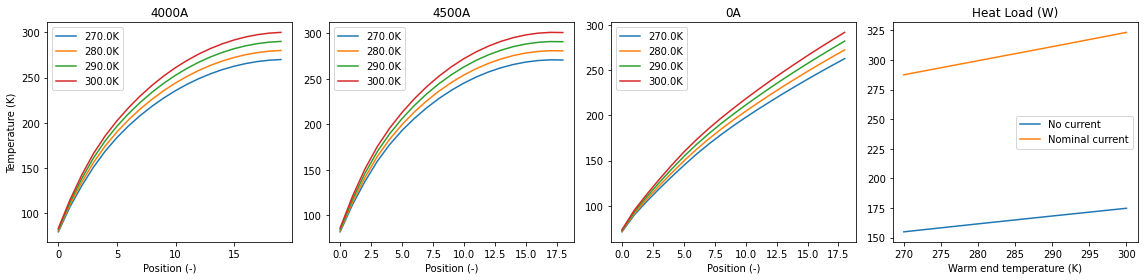 4000A
270.0K
280.0K
290.0K
300.0K
Temperature (K)
300
250
200
150
100
0
5
10
15
Position (-)
4500A
270.0K
280.0K
290.0K
300.0K
300
250
200
150
100
0.0
2.5
5.0
7.5
10.0
12.5
15.0
17.5
Position (-)
0A
270.0K
280.0K
290.0K
300.0K
300
250
200
150
100
0.0
2.5
5.0
7.5
10.0
12.5
15.0
17.5
Position (-)
Heat Load (W)
325
300
275
250
225
200
175
150
No current
Nominal current
270
275
280
285
290
295
300
Warm end temperature (K)